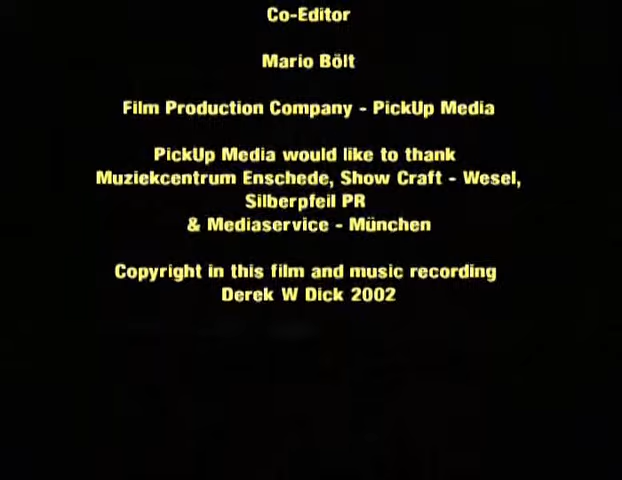 Co-Editor
Mario Bölt
Film Production Company - PickUp Media
PickUp Media would like to thank
Muziekcentrum Enschede, Show Craft - Wesel,
Silberpfeil PR
& Mediaservice - München
Copyright in this film and music recording
Derek W Dick 2002